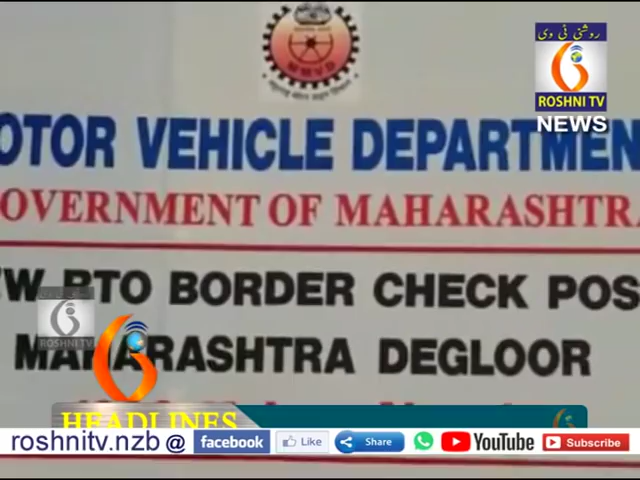 روشنی ٹی وی
ROSHNI TV
NEWS
M M V D
OTOR VEHICLE DEPARTMEN
OVERNMENT OF MAHARASHTRA
W RTO BORDER CHECK POS
ROSHNI TV
MAHARASHTRA DEGLOOR
HEADLINES
roshnitv.nzb @ facebook Like Share YouTube Subscribe